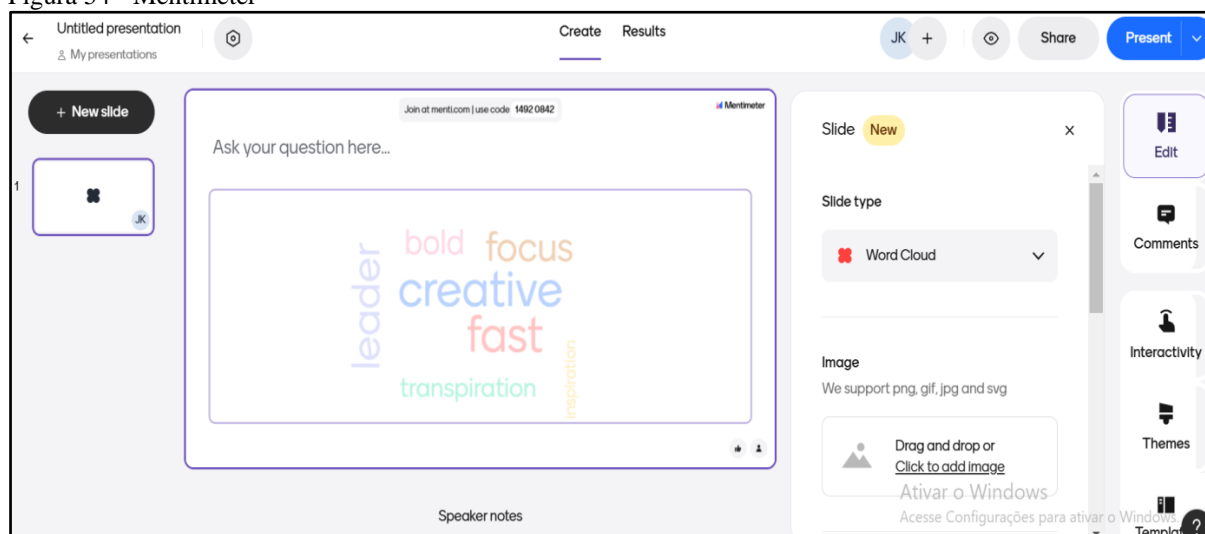 Untitled presentation
My presentations
Create Results
JK +
Share
Present
+ New slide
1
JK
Join at menti.com | use code 1492 0842
Mentimeter
Ask your question here...
leader
bold focus
creative
fast
transpiration
inspiration
Speaker notes
Slide New
X
Slide type
Word Cloud
Image
We support png, gif, jpg and svg
Drag and drop or
Click to add image
Edit
Comments
Interactivity
Themes
Ativar o Windows
Acesse Configurações para ativar o Windows.
?